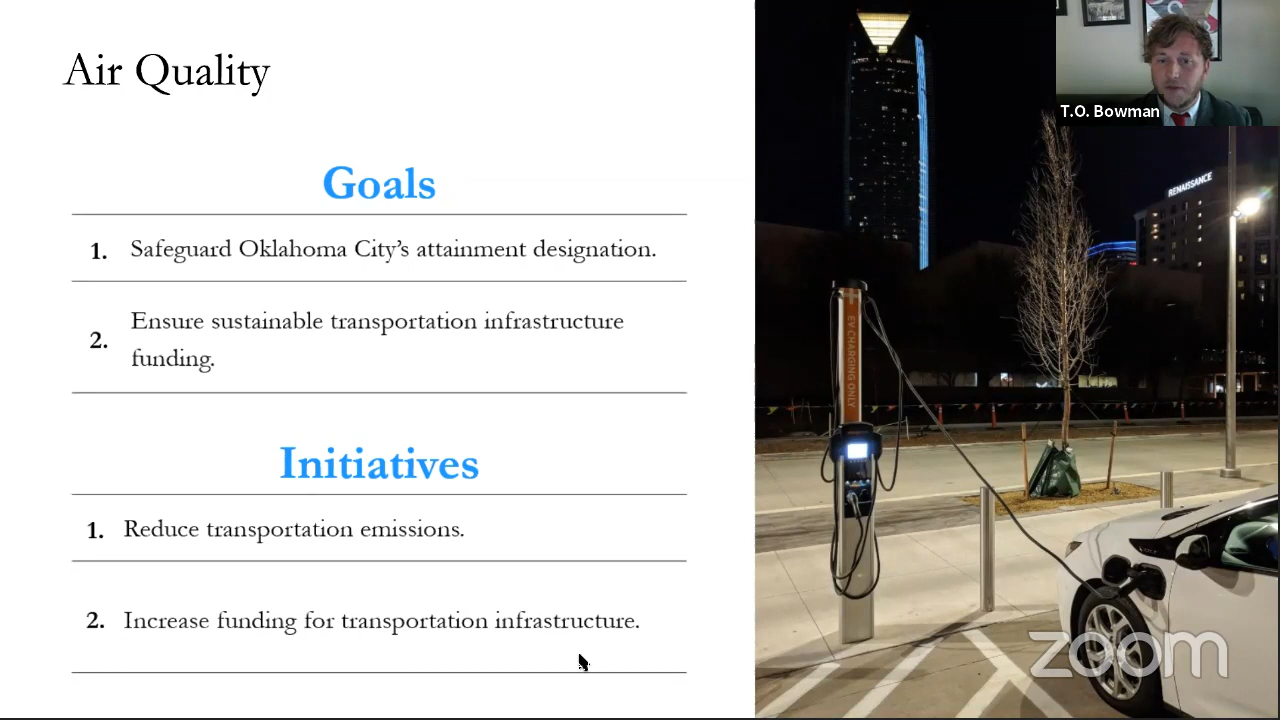 Air Quality
Goals
1. Safeguard Oklahoma City’s attainment designation.
2. Ensure sustainable transportation infrastructure
funding.
Initiatives
1. Reduce transportation emissions.
2. Increase funding for transportation infrastructure.
T.O. Bowman
RENAISSANCE
EV CHARGING ONLY
zoom